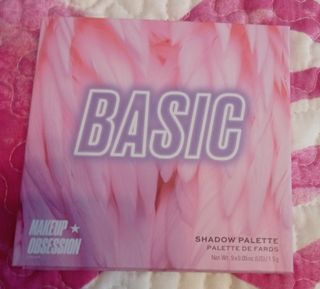 BASIC
MAKEUP
OBSESSION
SHADOW PALETTE
PALETTE DE FARDS